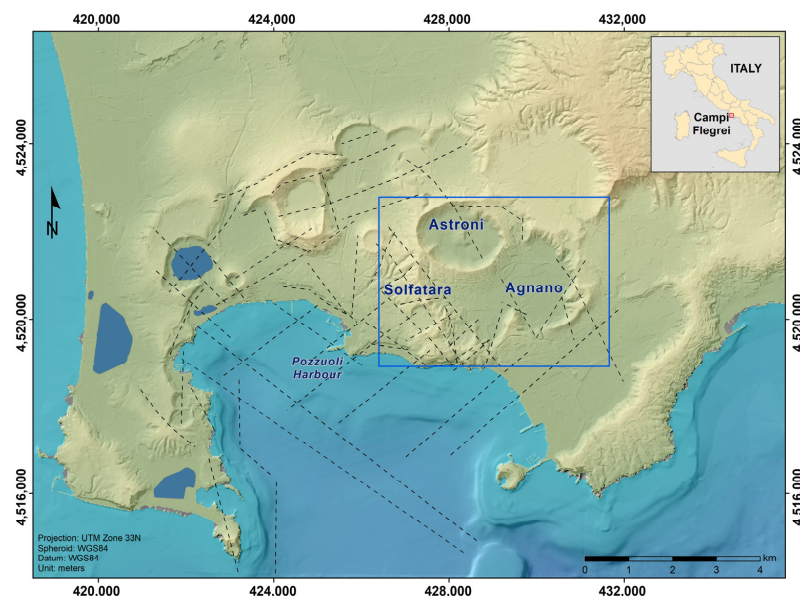 420,000
424,000
428,000
432,000
4,524,000
4,520,000
4,516,000
4,524,000
4,520,000
4,516,000
ITALY
Campi
Flegrei
N
Astroni
Solfatara
Agnano
Pozzuoli
Harbour
Projection: UTM Zone 33N
Spheroid: WGS84
Datum: WGS84
Unit: meters
km
0
1
2
3
4
420,000
424,000
428,000
432,000